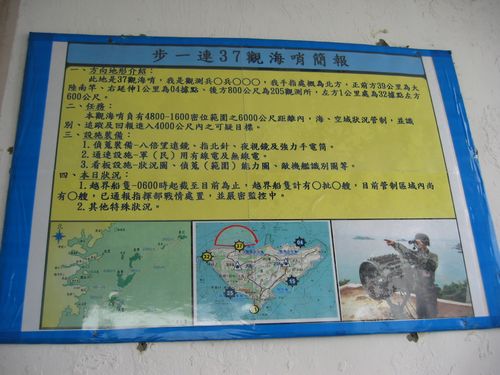 步一連37觀海哨簡報
一、方向地形介紹：
此地是37觀海哨，我是觀測兵〇兵〇〇〇，我手指處概為北方，正前方39公里為大
陸南竿、右延伸1公里為04據點、後方800公尺為205觀測所，左方1公里處為32據點左方
600公尺。
二、任務：
本觀海哨負有4800-1600密位範圍之6000公尺距離內，海、空域狀況管制，並識
別、追蹤及回報進入4000公尺內之可疑目標。
三、設施裝備：
1.偵蒐裝備-八倍望遠鏡、指北針、夜視鏡及強力手電筒。
2.通連設施-軍(民)用有線電及無線電。
3.看板設施-狀況圖、偵蒐(範圍)能力圖、敵機艦識別圖等。
四、本日狀況：
1.越界船隻-0600時起截至目前為止，越界船隻計有〇批〇艘，目前管制區域內尚
有〇艘，已通報指揮部戰情處置，並嚴密監控中。
2.其他特殊狀況。
北
37
04